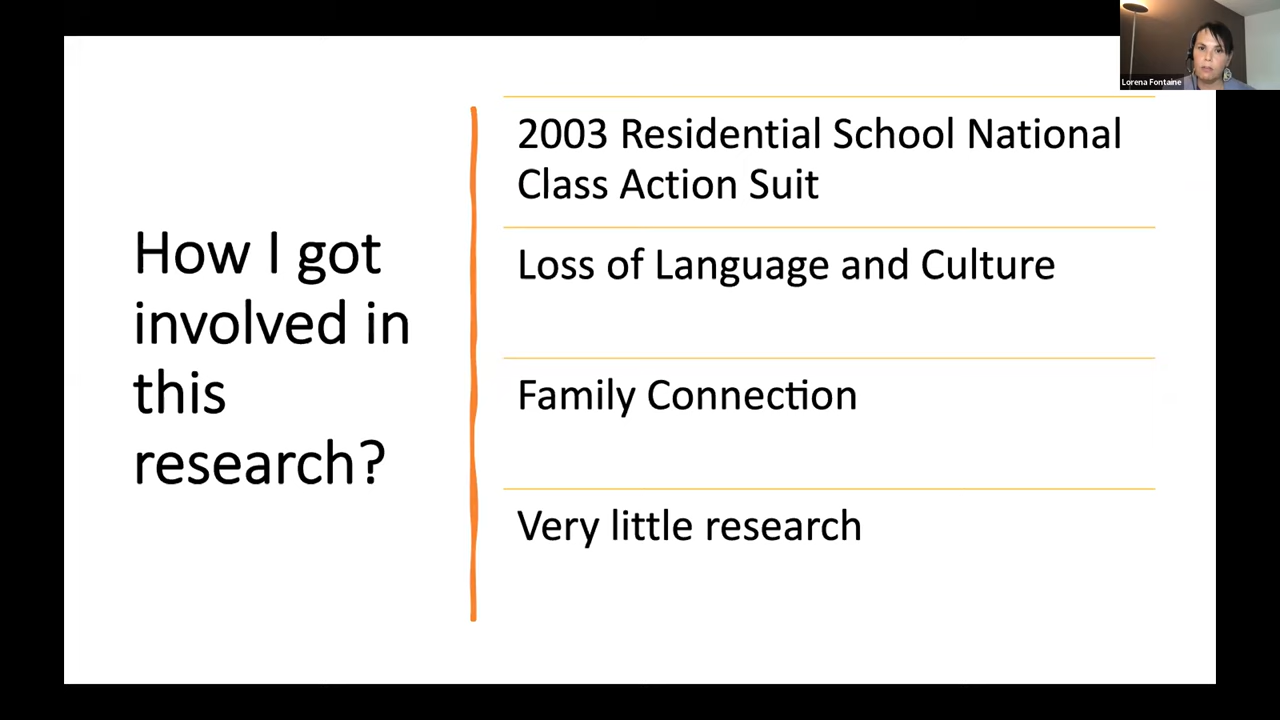 Lorena Fontaine
How I got
involved in
this
research?
2003 Residential School National
Class Action Suit
Loss of Language and Culture
Family Connection
Very little research